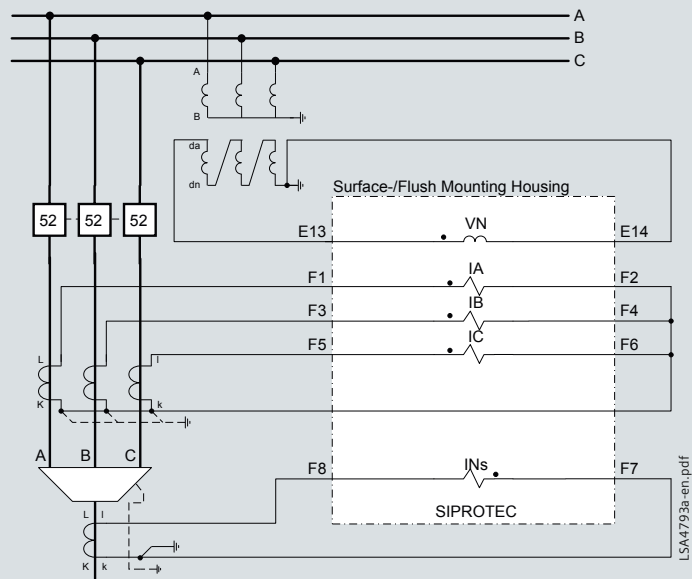 A
B
C
A
B
da
dn
Surface-/Flush Mounting Housing
52
52
52
E13
VN
E14
F1
IA
F2
F3
IB
F4
F5
IC
F6
L
l
K
k
A
B
C
F8
INs
F7
L
l
SIPROTEC
K
k
LSA4793a-en.pdf